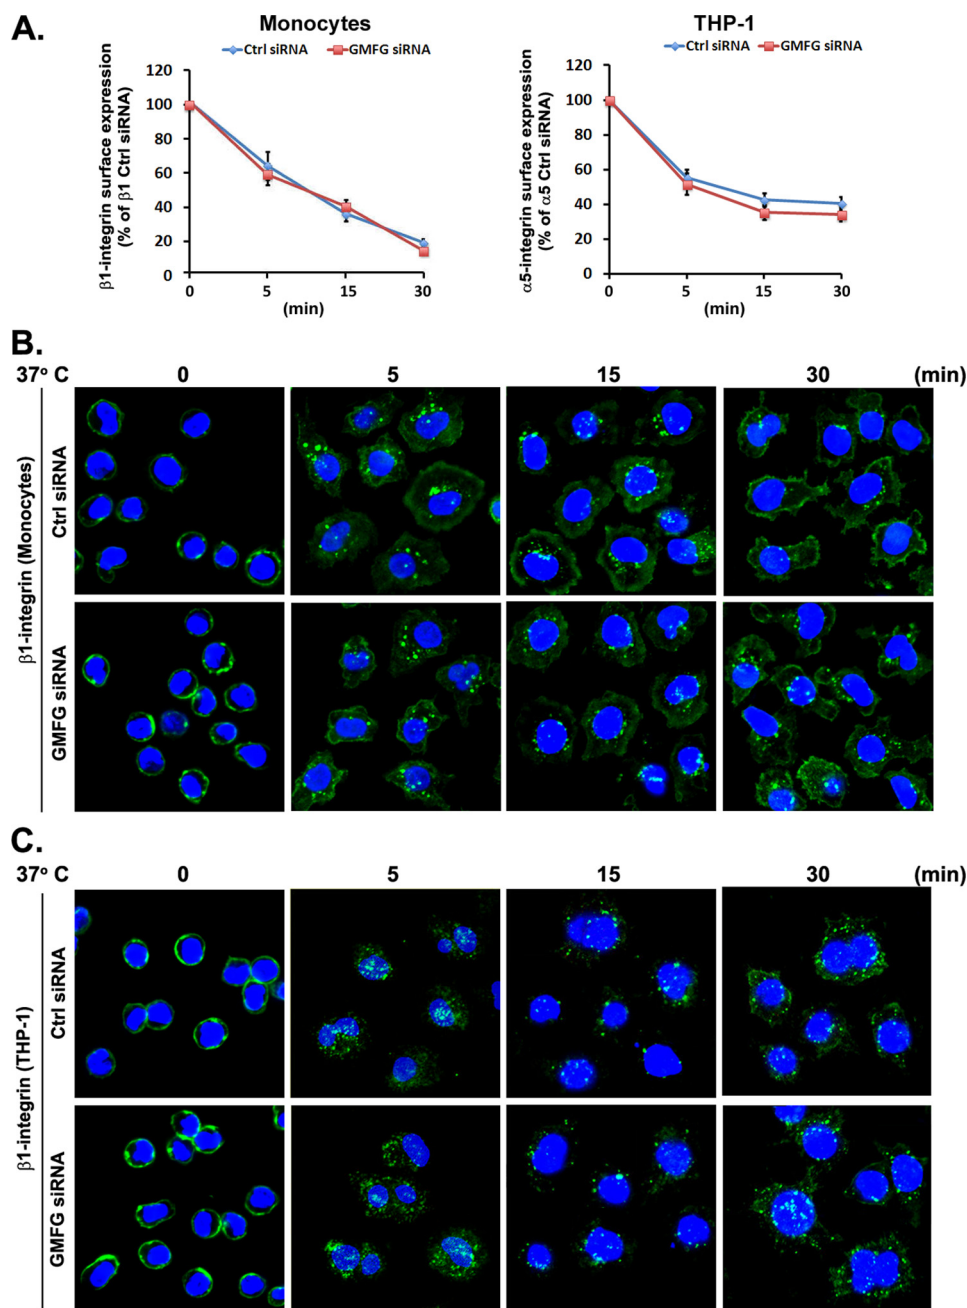 A.
Monocytes
Ctrl siRNA
GMFG siRNA
β1-integrin surface expression
(% of β1 Ctrl siRNA)
120
100
80
60
40
20
0
0
5
15
30
(min)
THP-1
Ctrl siRNA
GMFG siRNA
α5-integrin surface expression
(% of α5 Ctrl siRNA)
120
100
80
60
40
20
0
0
5
15
30
(min)
B.
37° C
0
5
15
30
(min)
β1-integrin (Monocytes)
Ctrl siRNA
GMFG siRNA
C.
37° C
0
5
15
30
(min)
β1-integrin (THP-1)
Ctrl siRNA
GMFG siRNA